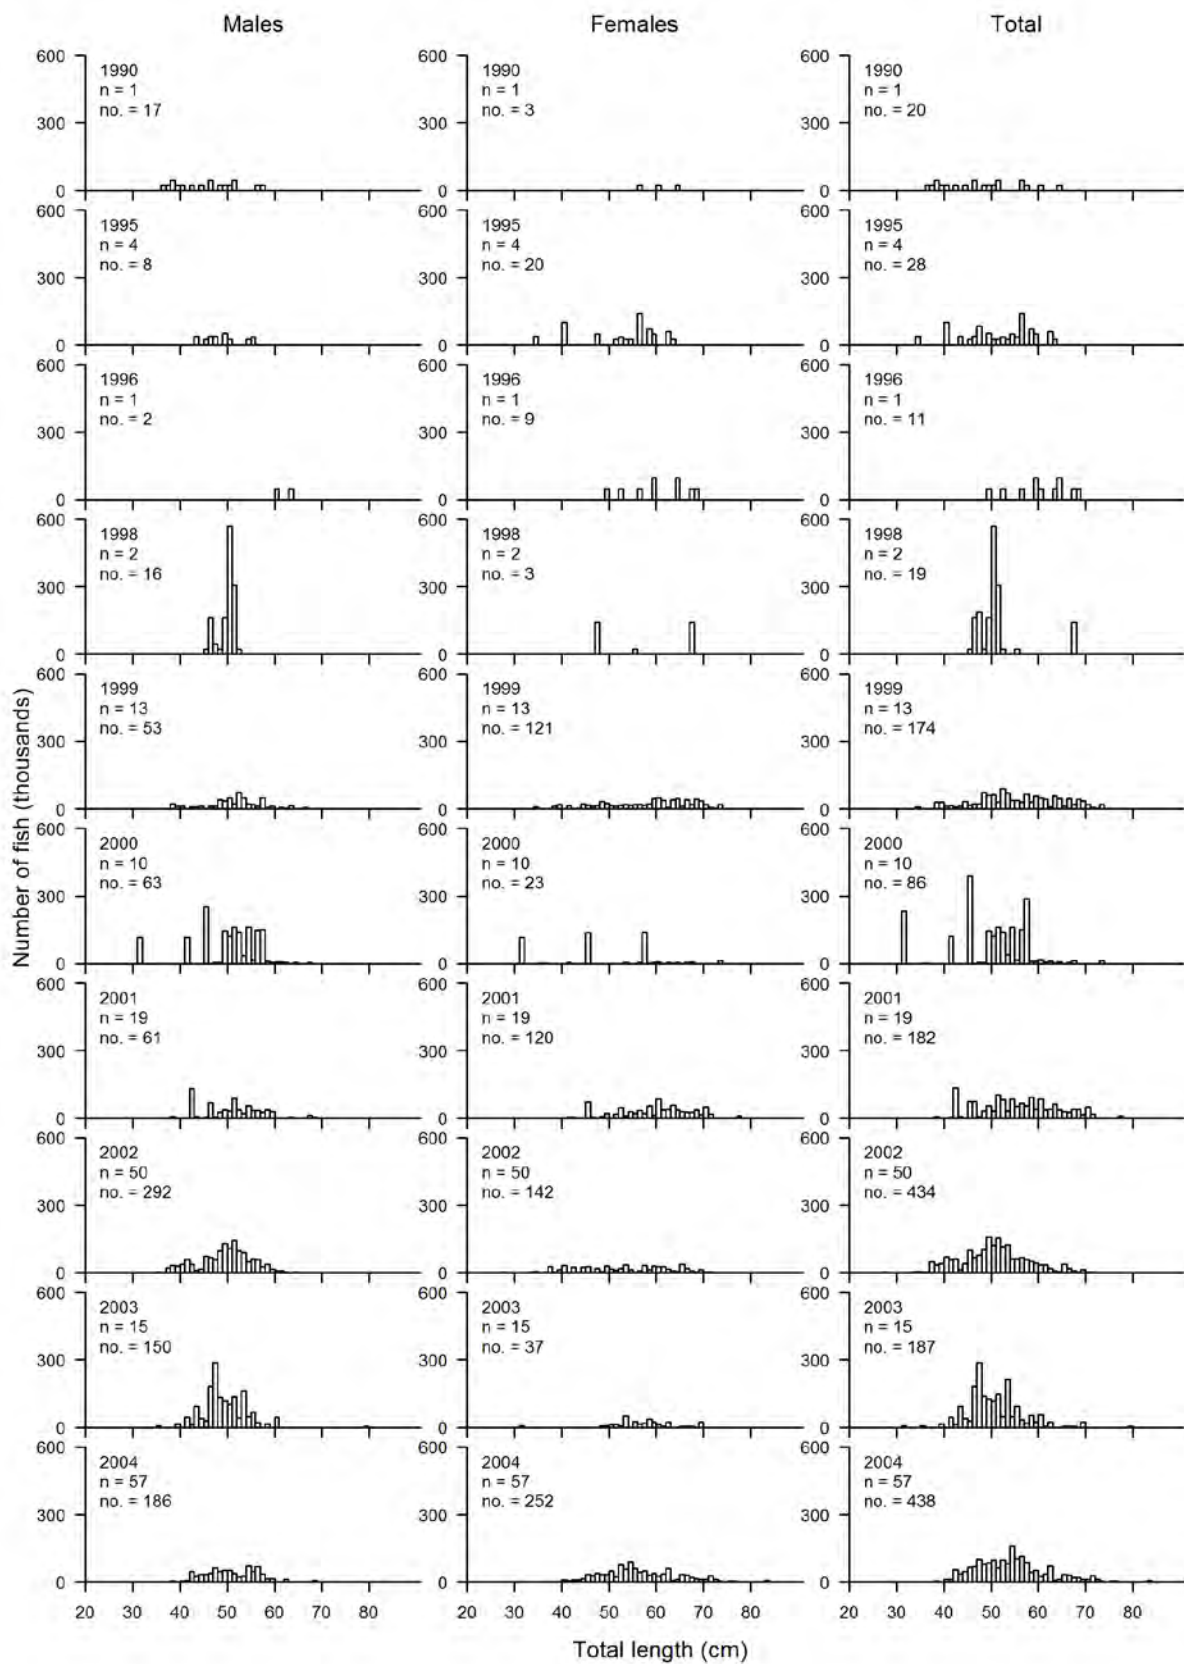 Males Females Total
600 600 600
1990 1990 1990
n = 1 n = 1 n = 1
no. = 17 no. = 3 no. = 20
300 300 300
0 0 0
600 600 600
1995 1995 1995
n = 4 n = 4 n = 4
no. = 8 no. = 20 no. = 28
300 300 300
0 0 0
600 600 600
1996 1996 1996
n = 1 n = 1 n = 1
no. = 2 no. = 9 no. = 11
300 300 300
0 0 0
600 600 600
1998 1998 1998
n = 2 n = 2 n = 2
no. = 16 no. = 3 no. = 19
300 300 300
0 0 0
600 600 600
1999 1999 1999
n = 13 n = 13 n = 13
no. = 53 no. = 121 no. = 174
300 300 300
0 0 0
Number of fish (thousands)
600 600 600
2000 2000 2000
n = 10 n = 10 n = 10
no. = 63 no. = 23 no. = 86
300 300 300
0 0 0
600 600 600
2001 2001 2001
n = 19 n = 19 n = 19
no. = 61 no. = 120 no. = 182
300 300 300
0 0 0
600 600 600
2002 2002 2002
n = 50 n = 50 n = 50
no. = 292 no. = 142 no. = 434
300 300 300
0 0 0
600 600 600
2003 2003 2003
n = 15 n = 15 n = 15
no. = 150 no. = 37 no. = 187
300 300 300
0 0 0
600 600 600
2004 2004 2004
n = 57 n = 57 n = 57
no. = 186 no. = 252 no. = 438
300 300 300
0 0 0
20 30 40 50 60 70 80 20 30 40 50 60 70 80 20 30 40 50 60 70 80
Total length (cm)